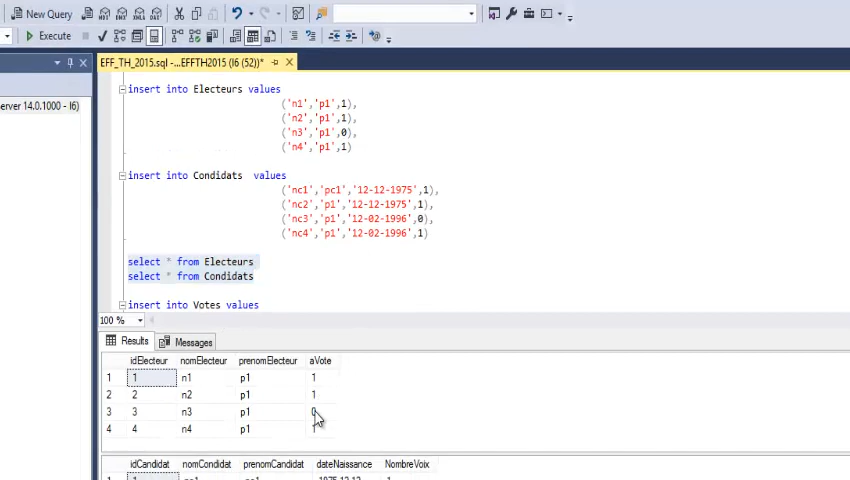 New Query
Execute
EFF_TH_2015.sql -...EFFTH2015 (I6 (52))*
erver 14.0.1000 - I6)
insert into Electeurs values
('n1','p1',1),
('n2','p1',1),
('n3','p1',0),
('n4','p1',1)
insert into Condidats values
('nc1','pc1','12-12-1975',1),
('nc2','p1','12-12-1975',1),
('nc3','p1','12-02-1996',0),
('nc4','p1','12-02-1996',1)
select * from Electeurs
select * from Condidats
insert into Votes values
100 %
Results Messages
idElecteur nomElecteur prenomElecteur aVote
1 1 n1 p1 1
2 2 n2 p1 1
3 3 n3 p1 0
4 4 n4 p1 1
idCandidat nomCondidat prenomCandidat dateNaissance NombreVoix